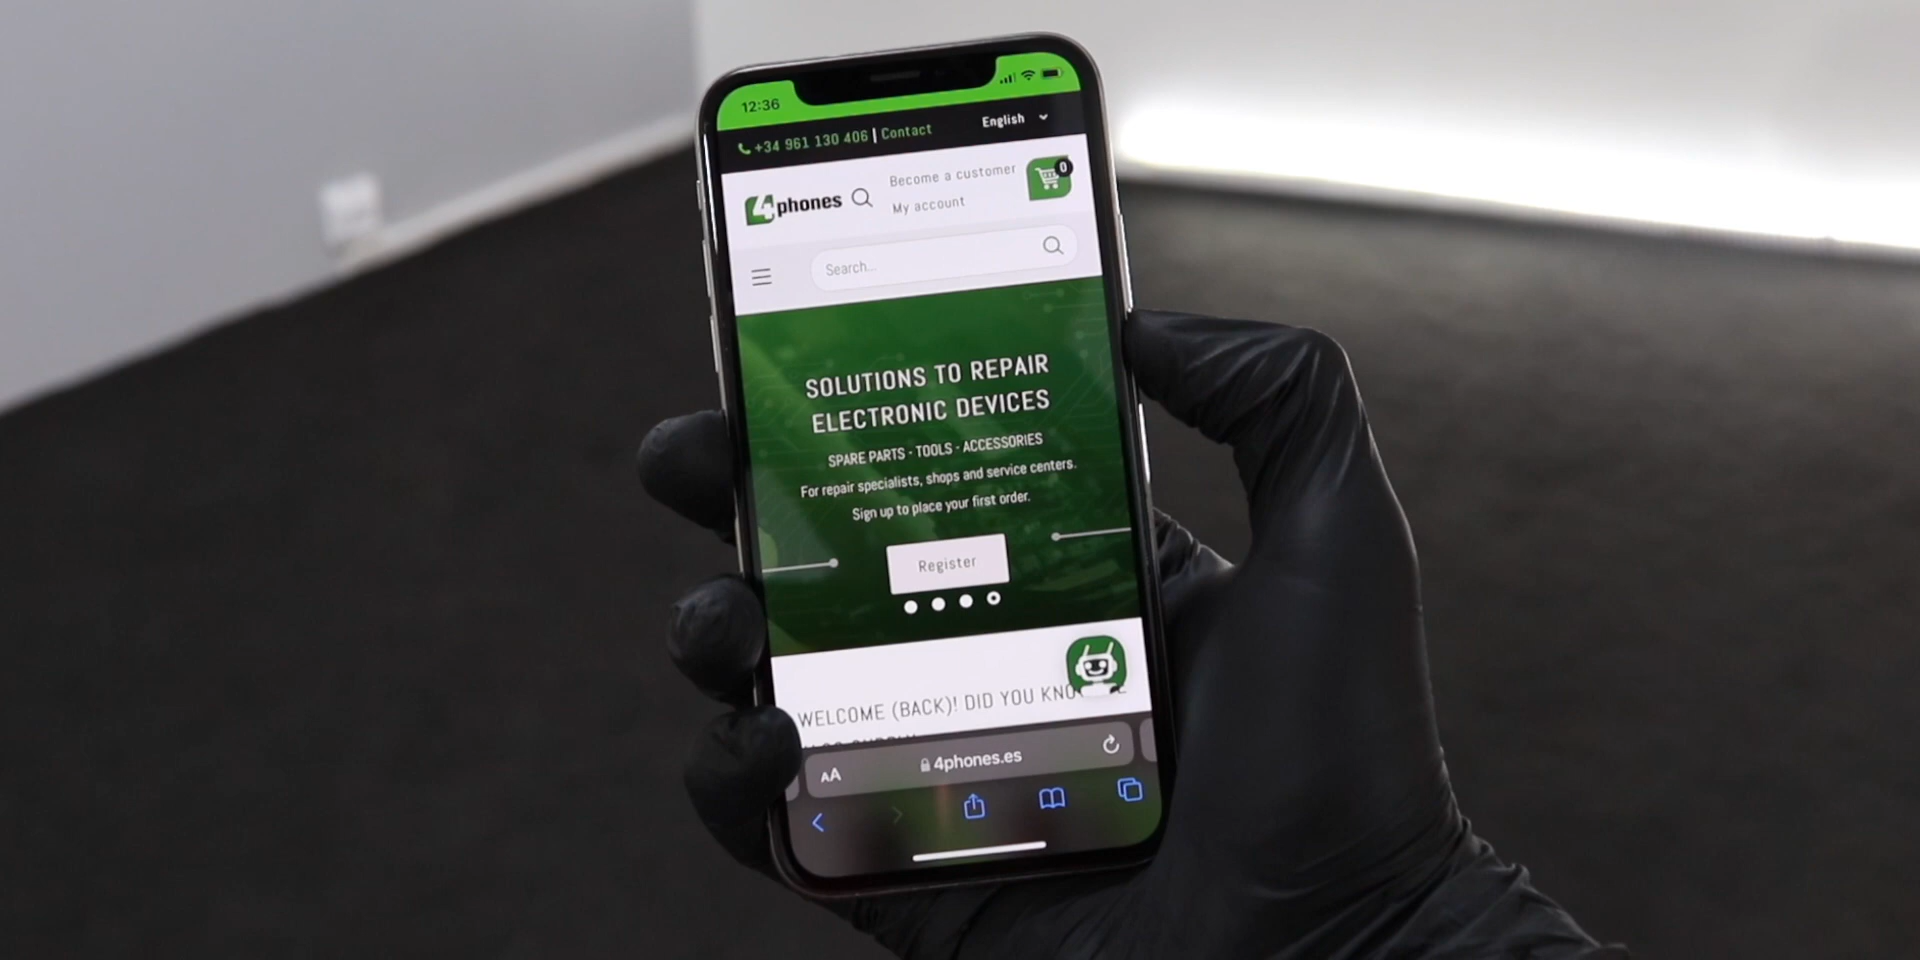 12:36
+34 961 130 406 | Contact
English
4phones
Become a customer
0
My account
Search...
SOLUTIONS TO REPAIR
ELECTRONIC DEVICES
SPARE PARTS - TOOLS - ACCESSORIES
For repair specialists, shops and service centers.
Sign up to place your first order.
Register
WELCOME (BACK)! DID YOU
AA
4phones.es